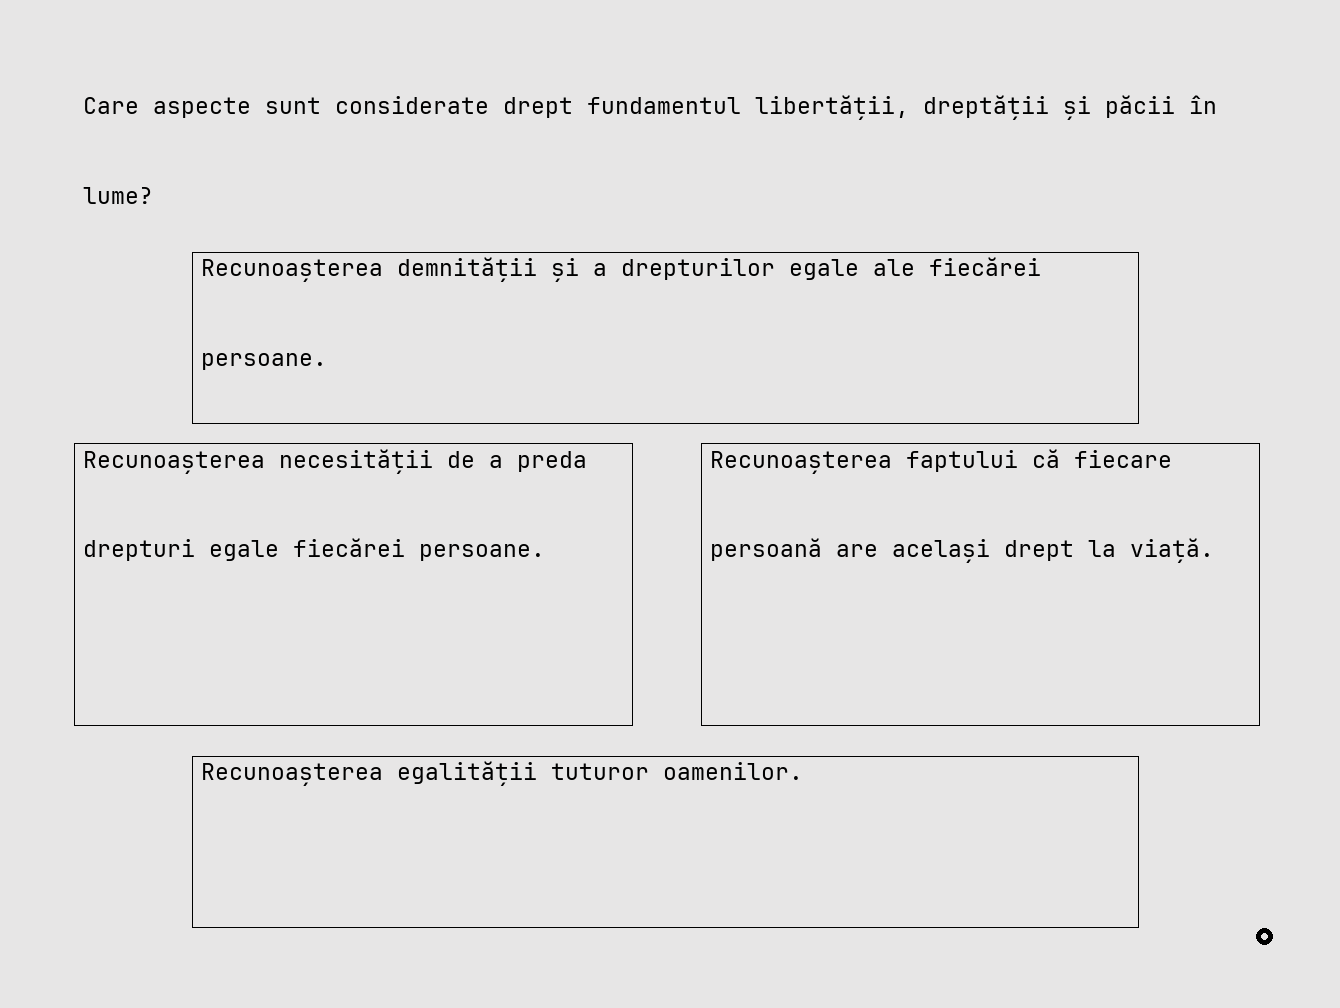 Care aspecte sunt considerate drept fundamentul libertății, dreptății și păcii în
lume?
Recunoașterea demnității și a drepturilor egale ale fiecărei
persoane.
Recunoașterea necesității de a preda
drepturi egale fiecărei persoane.
Recunoașterea faptului că fiecare
persoană are același drept la viață.
Recunoașterea egalității tuturor oamenilor.